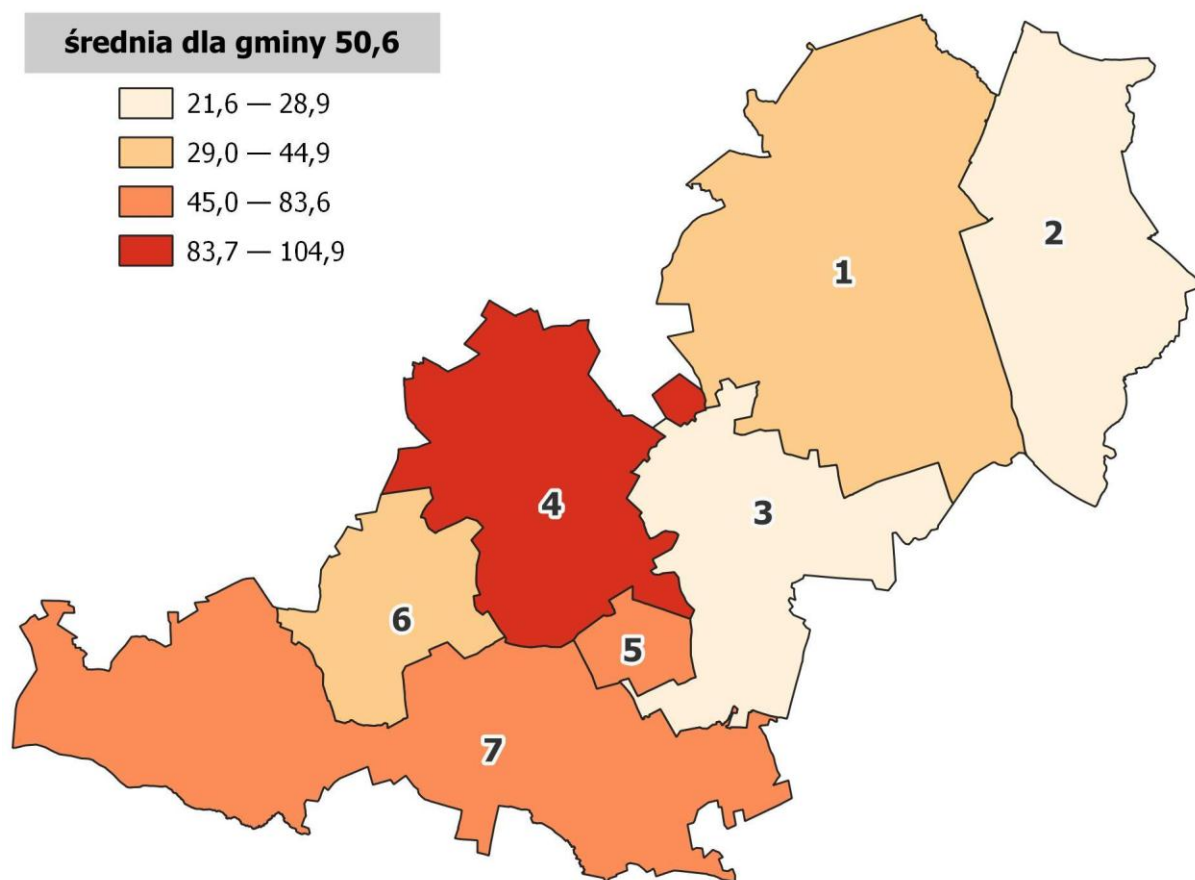 średnia dla gminy 50,6
21,6 — 28,9
29,0 — 44,9
45,0 — 83,6
83,7 — 104,9
1
2
3
4
5
6
7